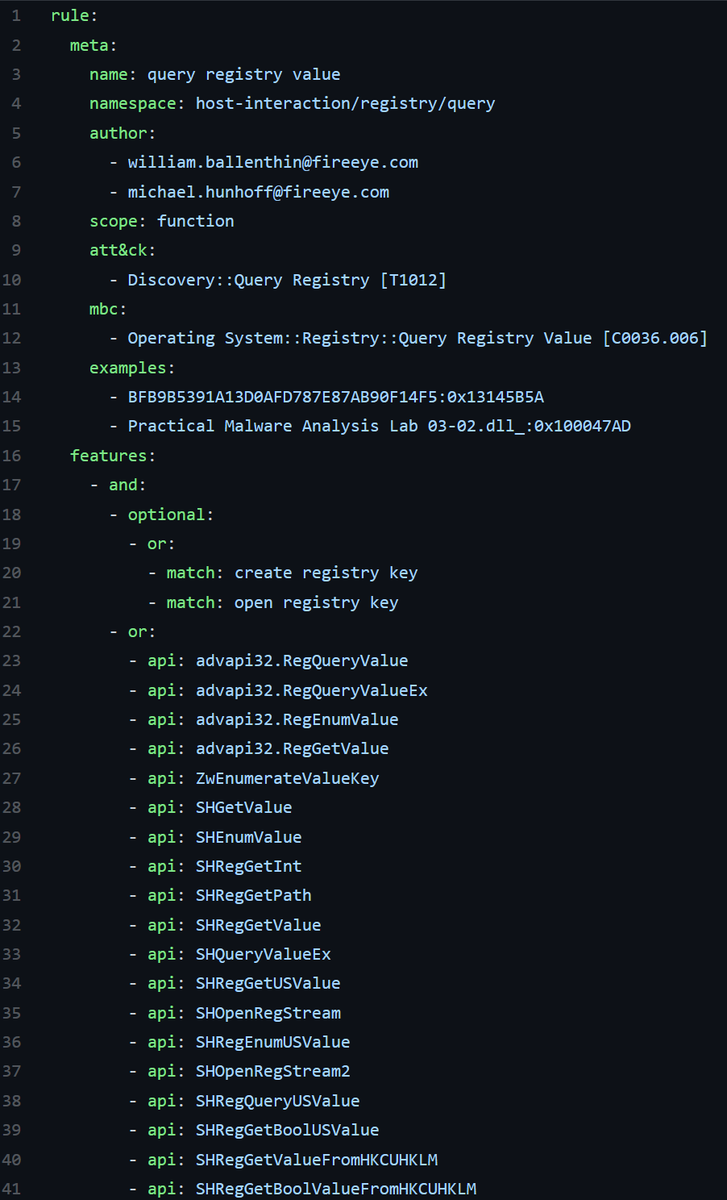 1 rule:
2 meta:
3 name: query registry value
4 namespace: host-interaction/registry/query
5 author:
6 - william.ballenthin@fireeye.com
7 - michael.hunhoff@fireeye.com
8 scope: function
9 att&ck:
10 - Discovery::Query Registry [T1012]
11 mbc:
12 - Operating System::Registry::Query Registry Value [C0036.006]
13 examples:
14 - BFB9B5391A13D0AFD787E87AB90F14F5:0x13145B5A
15 - Practical Malware Analysis Lab 03-02.dll_:0x100047AD
16 features:
17 - and:
18 - optional:
19 - or:
20 - match: create registry key
21 - match: open registry key
22 - or:
23 - api: advapi32.RegQueryValue
24 - api: advapi32.RegQueryValueEx
25 - api: advapi32.RegEnumValue
26 - api: advapi32.RegGetValue
27 - api: ZwEnumerateValueKey
28 - api: SHGetValue
29 - api: SHEnumValue
30 - api: SHRegGetInt
31 - api: SHRegGetPath
32 - api: SHRegGetValue
33 - api: SHQueryValueEx
34 - api: SHRegGetUSValue
35 - api: SHOpenRegStream
36 - api: SHRegEnumUSValue
37 - api: SHOpenRegStream2
38 - api: SHRegQueryUSValue
39 - api: SHRegGetBoolUSValue
40 - api: SHRegGetValueFromHKCUHKLM
41 - api: SHRegGetBoolValueFromHKCUHKLM